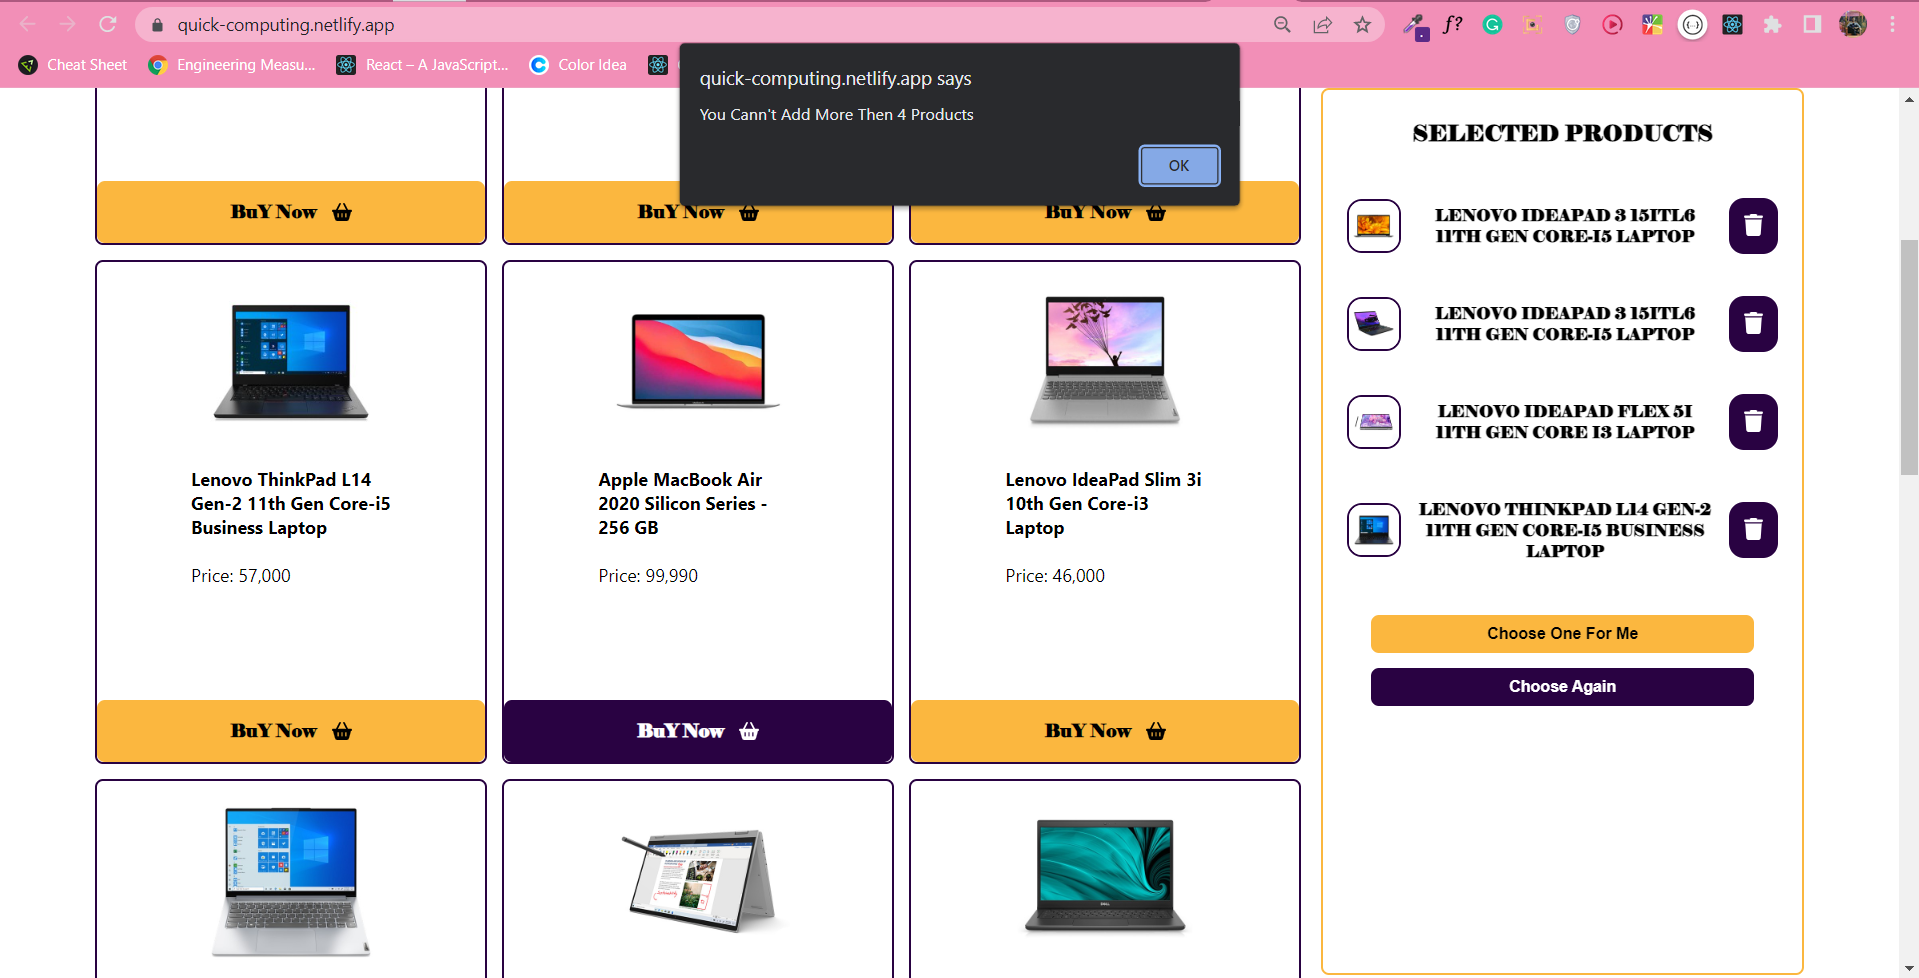 quick-computing.netlify.app
f?
Cheat Sheet
Engineering Measu...
React – A JavaScript...
Color Idea
quick-computing.netlify.app says
You Cann't Add More Then 4 Products
OK
BuY Now
BuY Now
BuY Now
Lenovo ThinkPad L14
Gen-2 11th Gen Core-i5
Business Laptop
Price: 57,000
BuY Now
Apple MacBook Air
2020 Silicon Series -
256 GB
Price: 99,990
BuY Now
Lenovo IdeaPad Slim 3i
10th Gen Core-i3
Laptop
Price: 46,000
BuY Now
SELECTED PRODUCTS
LENOVO IDEAPAD 3 15ITL6
11TH GEN CORE-I5 LAPTOP
LENOVO IDEAPAD 3 15ITL6
11TH GEN CORE-I5 LAPTOP
LENOVO IDEAPAD FLEX 5I
11TH GEN CORE I3 LAPTOP
LENOVO THINKPAD L14 GEN-2
11TH GEN CORE-I5 BUSINESS
LAPTOP
Choose One For Me
Choose Again